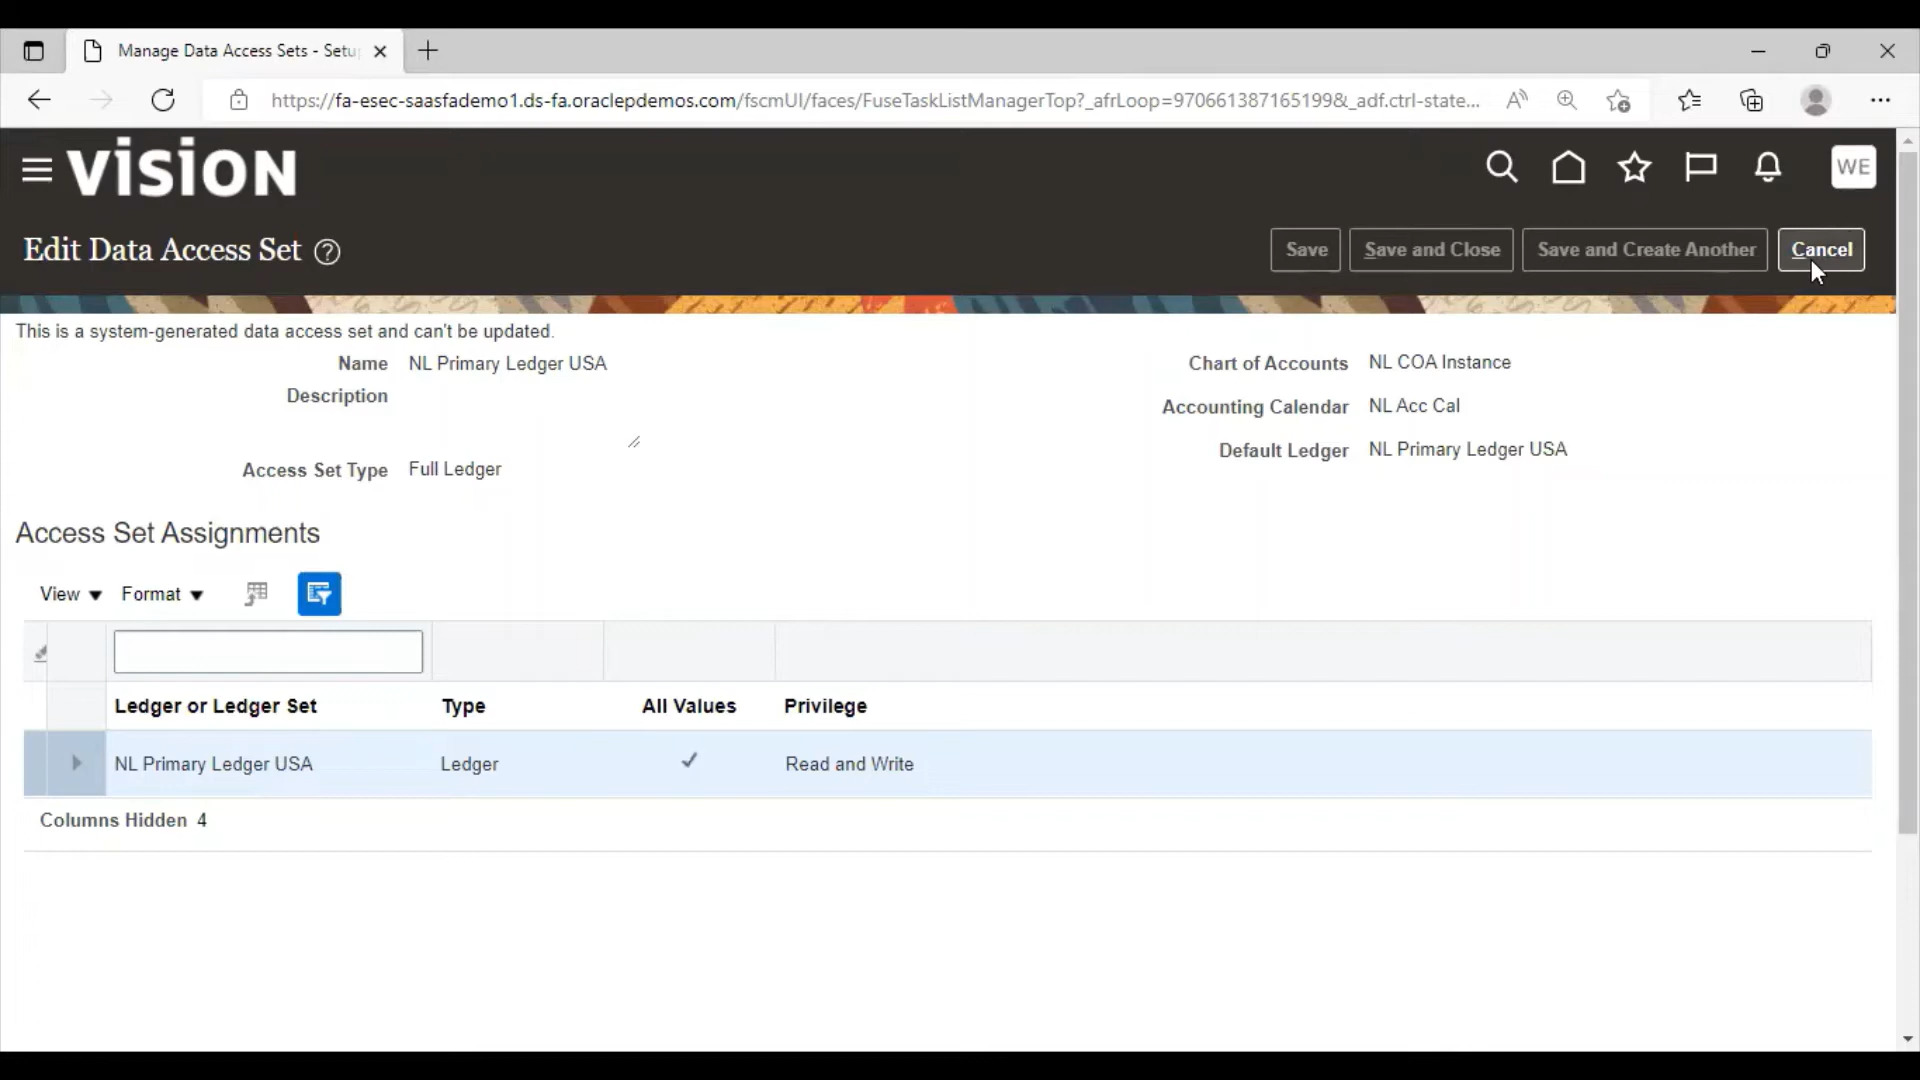 Manage Data Access Sets - Setu
https://fa-esec-saasfademo1.ds-fa.oraclepdemos.com/fscmUI/faces/FuseTaskListManagerTop?_afrLoop=970661387165199&_adf.ctrl-state...
VISION
WE
Edit Data Access Set
Save
Save and Close
Save and Create Another
Cancel
This is a system-generated data access set and can't be updated.
Name NL Primary Ledger USA
Description
Access Set Type Full Ledger
Chart of Accounts NL COA Instance
Accounting Calendar NL Acc Cal
Default Ledger NL Primary Ledger USA
Access Set Assignments
View Format
Ledger or Ledger Set Type All Values Privilege
NL Primary Ledger USA Ledger Read and Write
Columns Hidden 4